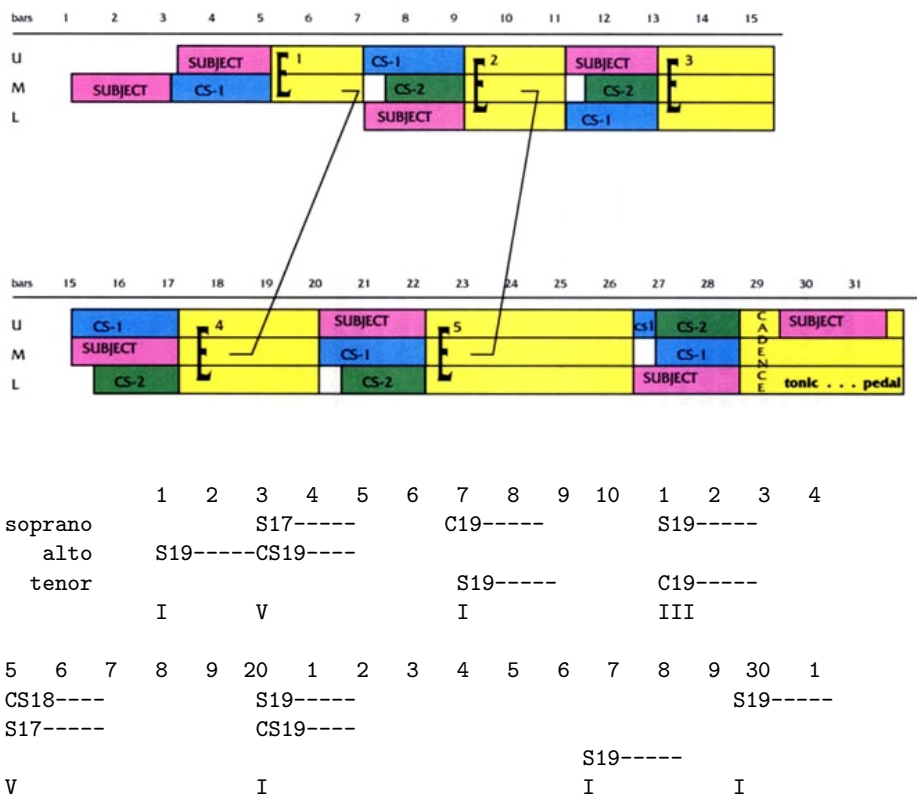 bars 1 2 3 4 5 6 7 8 9 10 11 12 13 15
U SUBJECT E 1 CS-1 E 2 SUBJECT E 3
M SUBJECT CS-1 CS-2 CS-2
L SUBJECT CS-1
bars 15 16 17 18 19 20 21 22 23 24 25 26 27 28 29 30 31
U CS-1 E 4 SUBJECT E 5 cs1 CS-2 CADENCE SUBJECT
M SUBJECT CS-1 CS-1
L CS-2 CS-2 SUBJECT tonic . . . pedal
1 2 3 4 5 6 7 8 9 10 1 2 3 4
soprano S17----- C19----- S19-----
alto S19-----CS19----
tenor S19----- C19-----
I V I III
5 6 7 8 9 20 1 2 3 4 5 6 7 8 9 30 1
CS18---- S19----- S19-----
S17----- CS19----
S19-----
V I I I